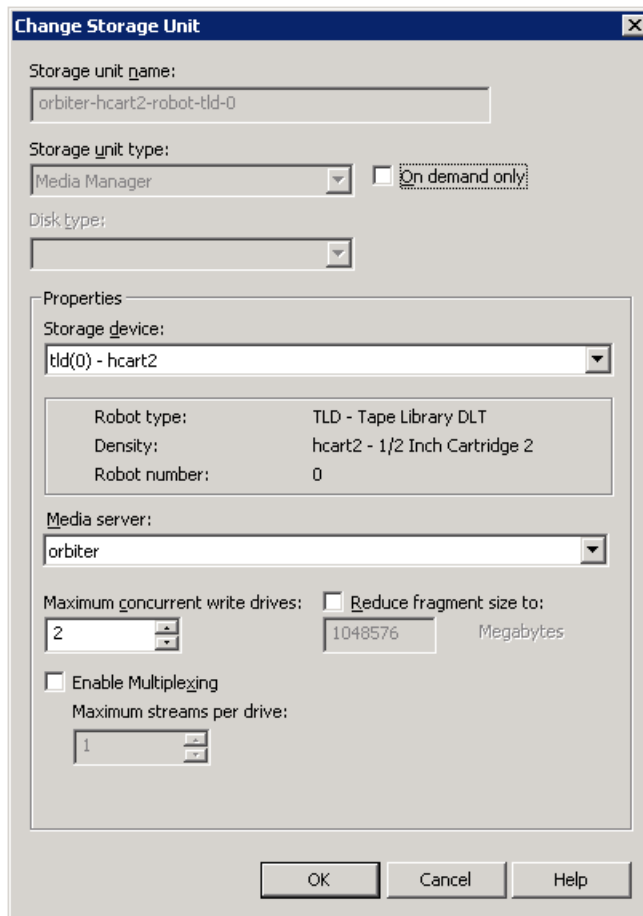 Change Storage Unit
Storage unit name:
orbiter-hcart2-robot-tld-0
Storage unit type:
Media Manager
On demand only
Disk type:
Properties
Storage device:
tld(0) - hcart2
Robot type: TLD - Tape Library DLT
Density: hcart2 - 1/2 Inch Cartridge 2
Robot number: 0
Media server:
orbiter
Maximum concurrent write drives: Reduce fragment size to:
2 1048576 Megabytes
Enable Multiplexing
Maximum streams per drive:
1
OK Cancel Help